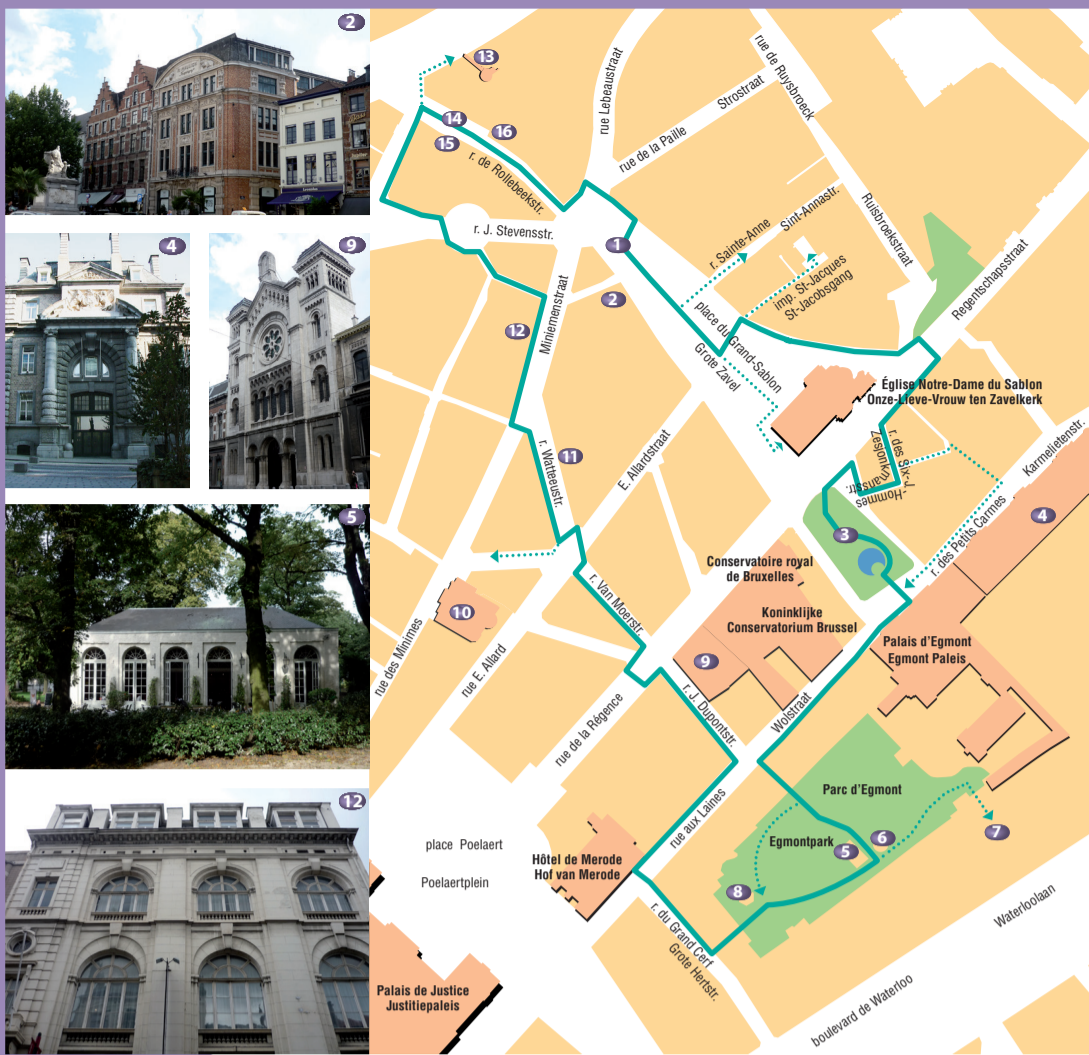 2
4
9
5
12
13
14
16
15
rue Lebeaustraat
rue de la Paille
Strostraat
rue de Ruysbroeck
Ruisbroekstraat
r. de Rollebeekstr.
r. J. Stevensstr.
1
2
r. Sainte-Anne
Sint-Annastr.
imp. St-Jacques
St-Jacobsgang
place du Grand-Sablon
Grote Zavel
Regentschapsstraat
Église Notre-Dame du Sablon
Onze-Lieve-Vrouw ten Zavelkerk
12
Miniemenstraat
11
r. Watteeustr.
E. Allardstraat
r. des Six-J
-Hommes
Zesjonk
mansstr.
Karmelietenstr.
r. des Petits Carmes
4
3
Conservatoire royal
de Bruxelles
Koninklijke
Conservatorium Brussel
Palais d'Egmont
Egmont Paleis
10
r. Van Moerstr.
9
rue des Minimes
rue E. Allard
rue de la Régence
r. J. Dupontstr.
Wolstraat
rue aux Laines
Parc d'Egmont
Egmontpark
5
6
7
8
place Poelaert
Poelaertplein
Hôtel de Merode
Hof van Merode
r. du Grand Cerf
Grote Hertstr.
Waterloolaan
boulevard de Waterloo
Palais de Justice
Justitiepaleis